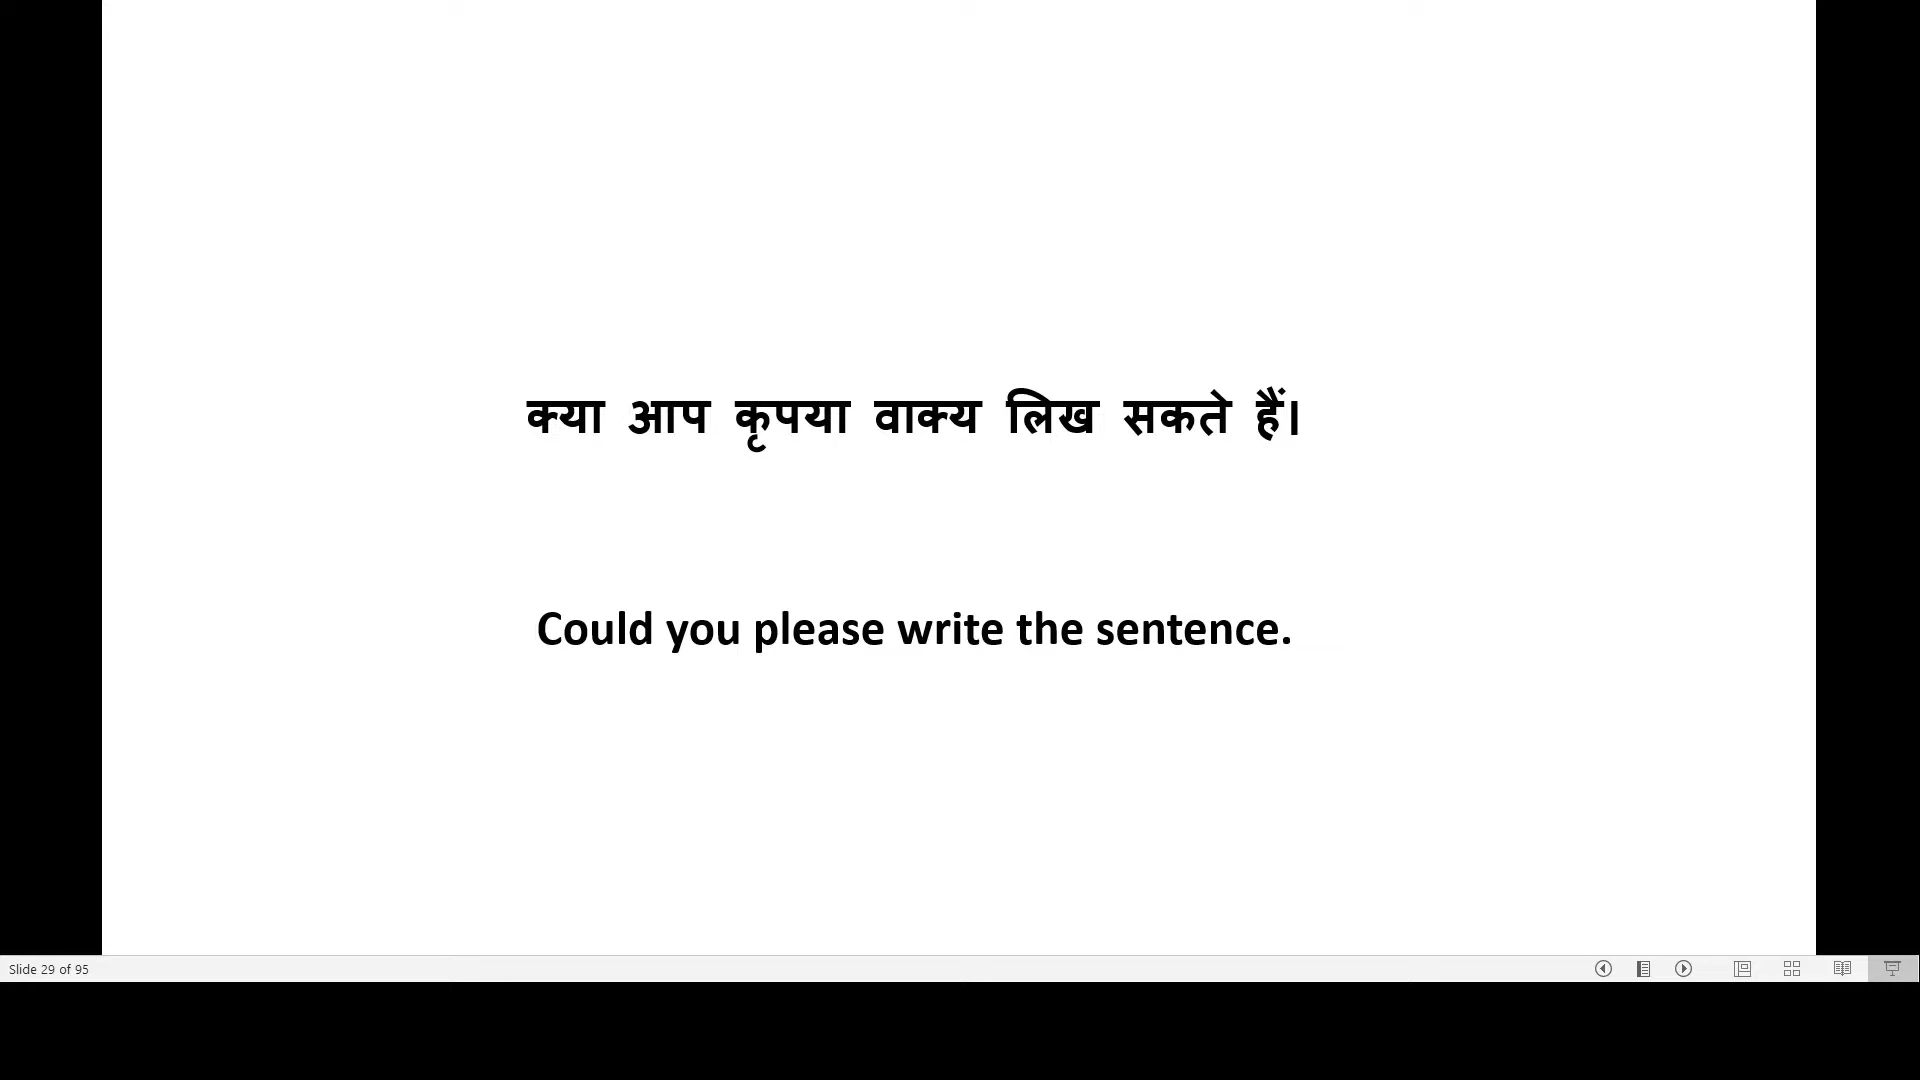 क्या आप कृपया वाक्य लिख सकते हैं।
Could you please write the sentence.
Slide 29 of 95